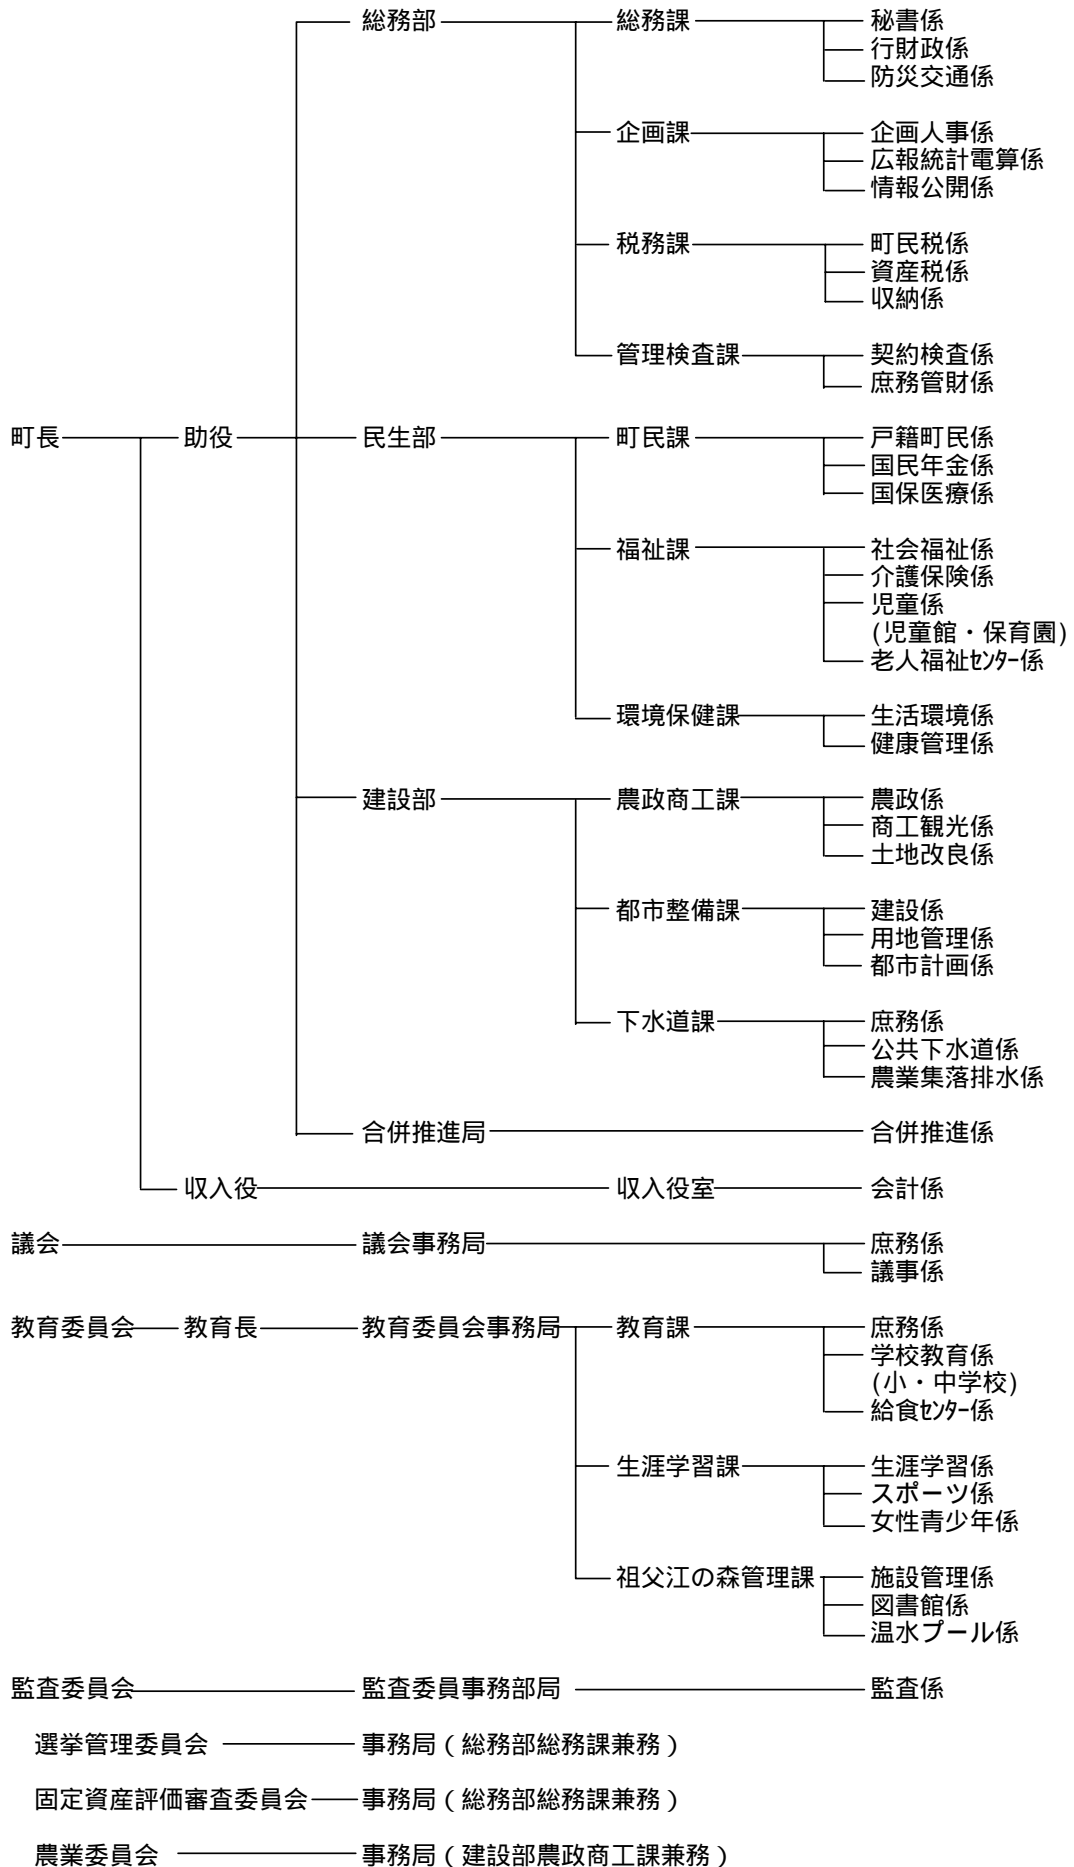 総務部 総務課 秘書係
行財政係
防災交通係
企画課 企画人事係
広報統計電算係
情報公開係
税務課 町民税係
資産税係
収納係
管理検査課 契約検査係
庶務管財係
町長 助役 民生部 町民課 戸籍町民係
国民年金係
国保医療係
福祉課 社会福祉係
介護保険係
児童係
(児童館・保育園)
老人福祉ｾﾝﾀｰ係
環境保健課 生活環境係
健康管理係
建設部 農政商工課 農政係
商工観光係
土地改良係
都市整備課 建設係
用地管理係
都市計画係
下水道課 庶務係
公共下水道係
農業集落排水係
合併推進局 合併推進係
収入役 収入役室 会計係
議会 議会事務局 庶務係
議事係
教育委員会 教育長 教育委員会事務局 教育課 庶務係
学校教育係
(小・中学校)
給食ｾﾝﾀｰ係
生涯学習課 生涯学習係
スポーツ係
女性青少年係
祖父江の森管理課 施設管理係
図書館係
温水プール係
監査委員会 監査委員事務部局 監査係
選挙管理委員会 事務局（総務部総務課兼務）
固定資産評価審査委員会 事務局（総務部総務課兼務）
農業委員会 事務局（建設部農政商工課兼務）